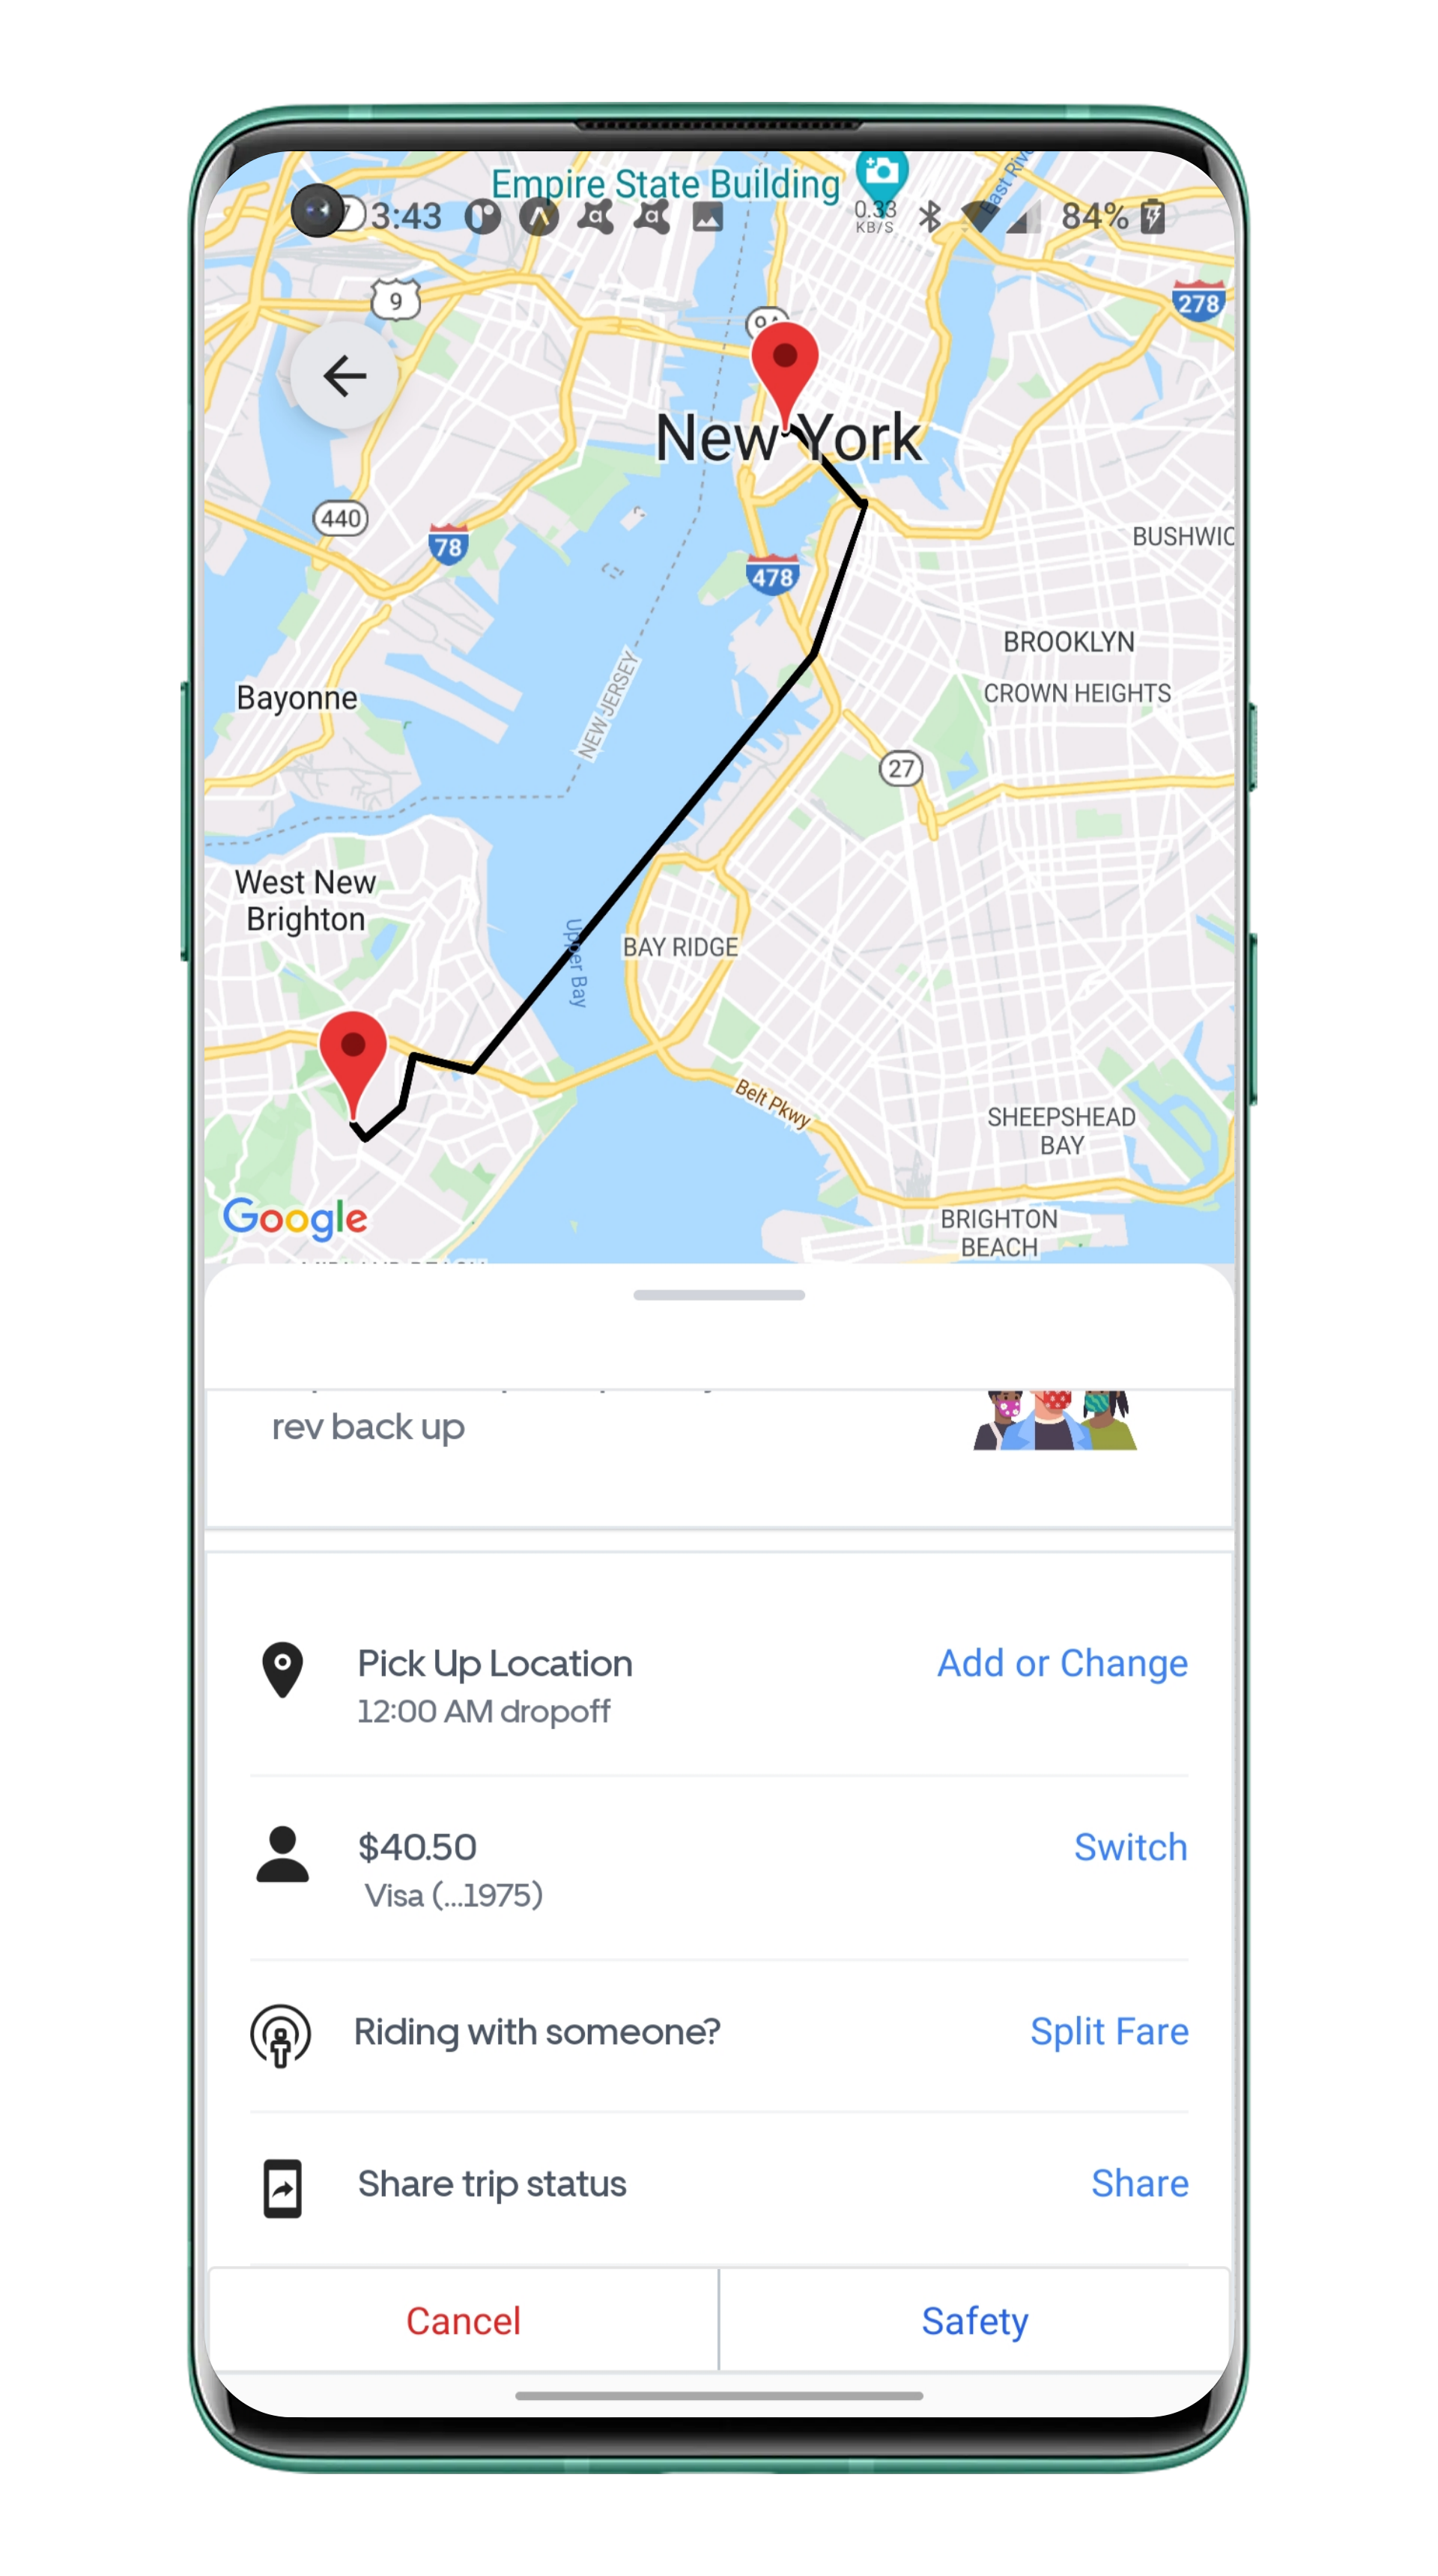 Empire State Building
East Riv
3:43
0.33
KB/S
84%
9
278
New York
440
78
478
BUSHWIC
BROOKLYN
CROWN HEIGHTS
Bayonne
NEW JERSEY
27
West New
Brighton
Upper Bay
BAY RIDGE
Belt Pkwy
SHEEPSHEAD
BAY
Google
BRIGHTON
BEACH
rev back up
Pick Up Location
Add or Change
12:00 AM dropoff
$40.50
Switch
Visa (...1975)
Riding with someone?
Split Fare
Share trip status
Share
Cancel
Safety